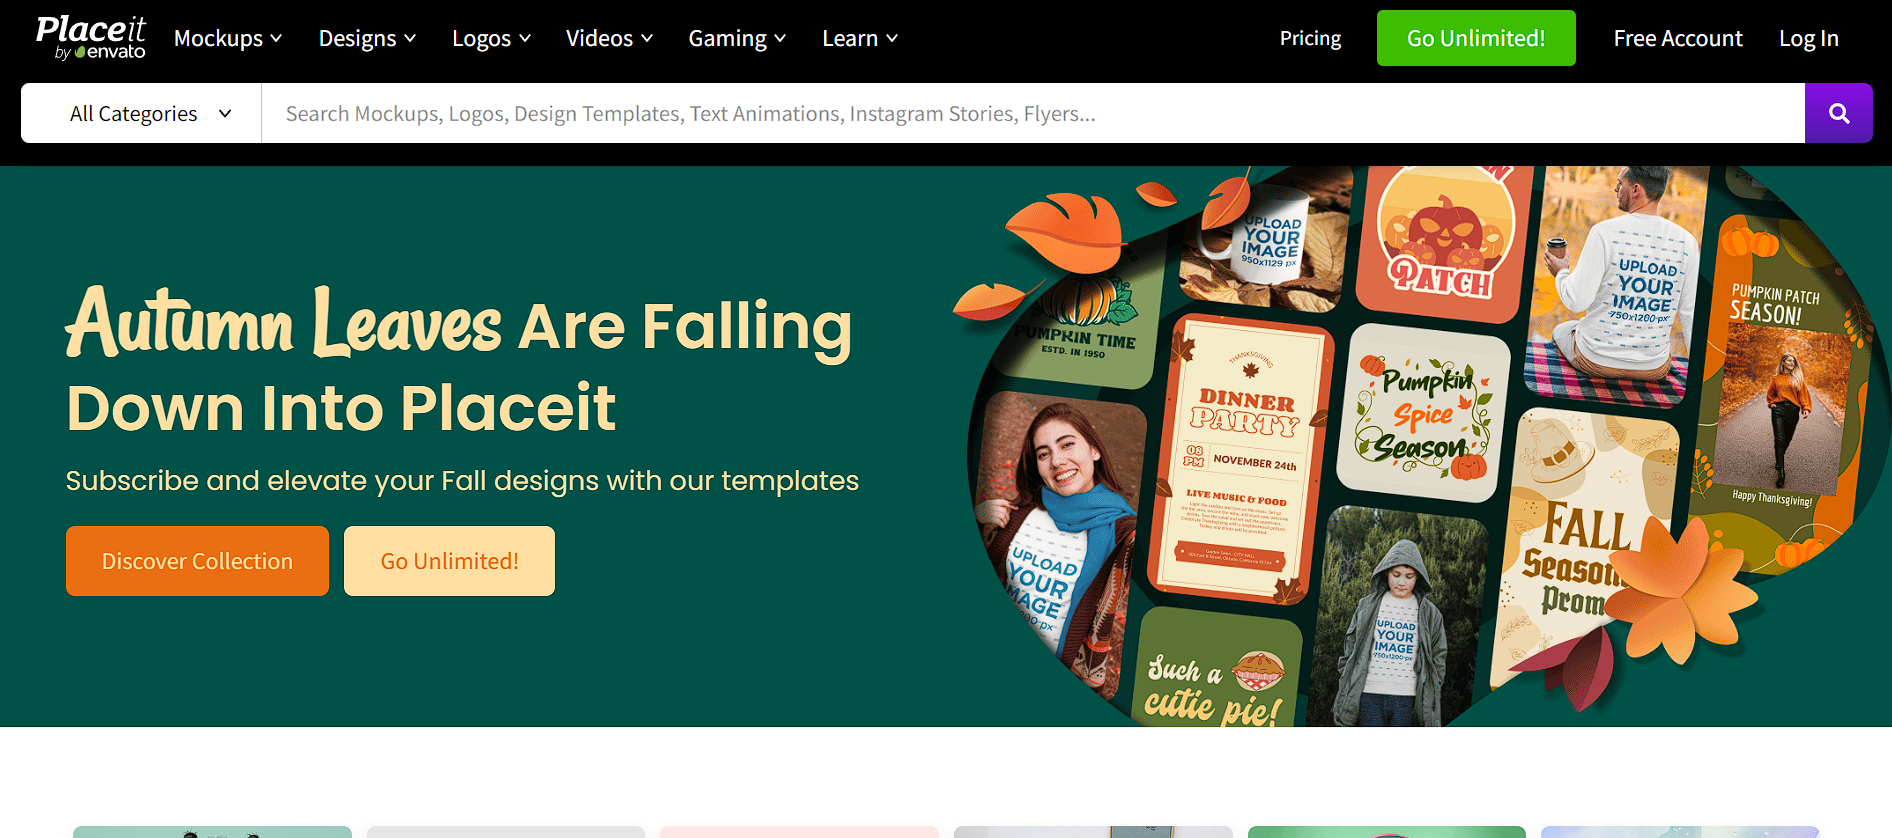 Placeit
by envato
Mockups
Designs
Logos
Videos
Gaming
Learn
Pricing
Go Unlimited!
Free Account
Log In
All Categories
Search Mockups, Logos, Design Templates, Text Animations, Instagram Stories, Flyers...
Autumn Leaves Are Falling
Down Into Placeit
Subscribe and elevate your Fall designs with our templates
Discover Collection
Go Unlimited!
PUMPKIN TIME
ESTD. IN 1950
UPLOAD
YOUR
IMAGE
950x1129 px
PATCH
UPLOAD
YOUR
IMAGE
750x1200 px
PUMPKIN PATCH
SEASON!
Happy Thanksgiving!
THANKSGIVING
DINNER
PARTY
08
PM
NOVEMBER 24th
LIVE MUSIC & FOOD
Pumpkin
Spice
Season
FALL
Season
Prom
UPLOAD
YOUR
IMAGE
UPLOAD
YOUR
IMAGE
750x1200 px
Such a
cutie pie!